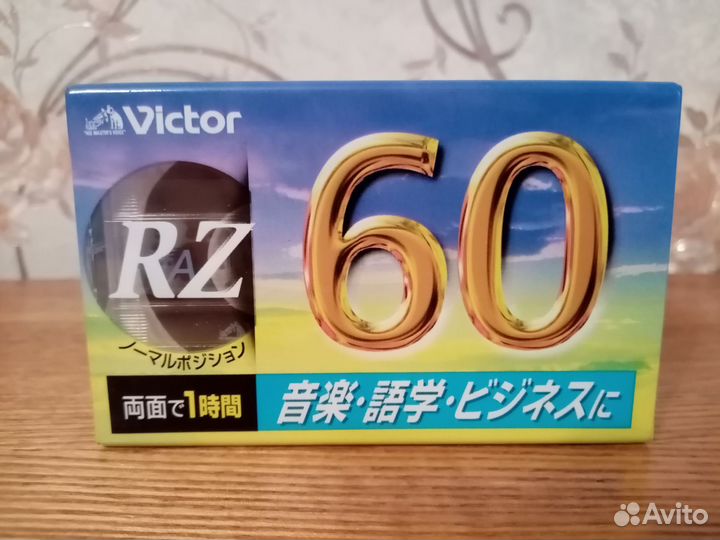 Victor
"HIS MASTER'S VOICE"
60
RZ
A
ノーマルポジション
両面で1時間
音楽・語学・ビジネスに
Avito